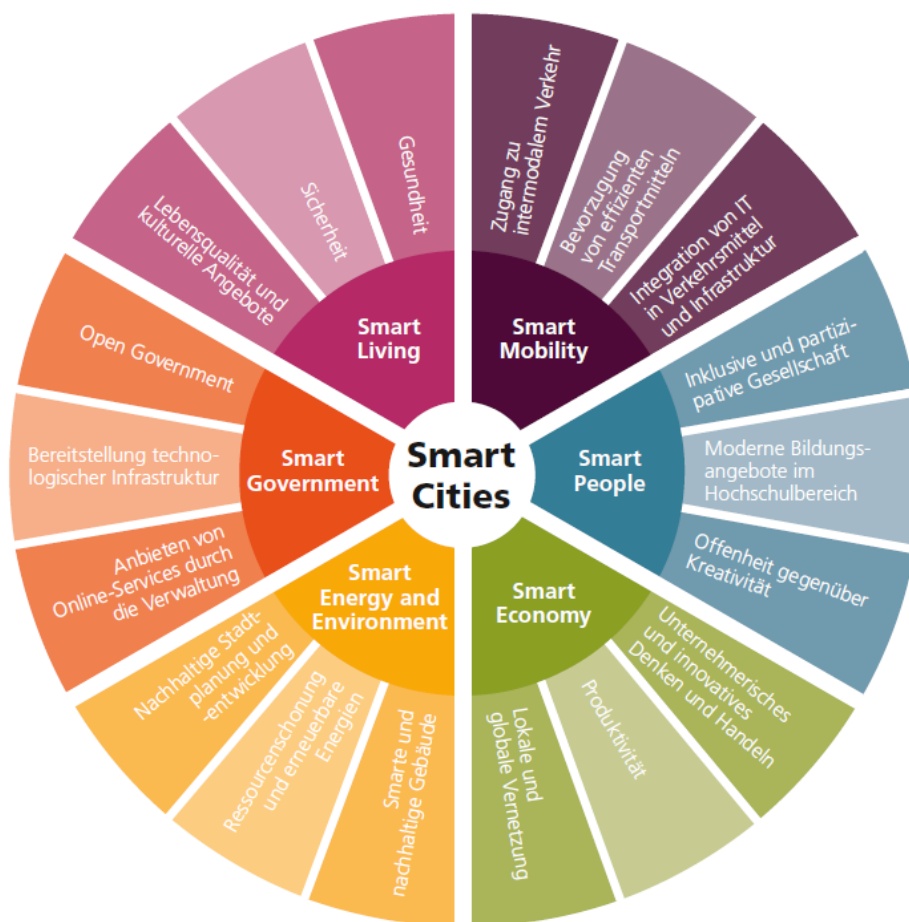 Smart
Cities
Smart
Living
Lebensqualität und
kulturelle Angebote
Sicherheit
Gesundheit
Smart
Mobility
Zugang zu
intermodalem Verkehr
Bevorzugung
von effizienten
Transportmitteln
Integration von IT
in Verkehrsmittel
und Infrastruktur
Smart
People
Inklusive und partizi-
pative Gesellschaft
Moderne Bildungs-
angebote im
Hochschulbereich
Offenheit gegenüber
Kreativität
Smart
Economy
Unternehmerisches
und innovatives
Denken und Handeln
Produktivität
Lokale und
globale Vernetzung
Smart
Energy and
Environment
Smarte und
nachhaltige Gebäude
Ressourcenschonung
und erneuerbare
Energien
Nachhaltige Stadt-
planung und
-entwicklung
Smart
Government
Anbieten von
Online-Services durch
die Verwaltung
Bereitstellung techno-
logischer Infrastruktur
Open Government